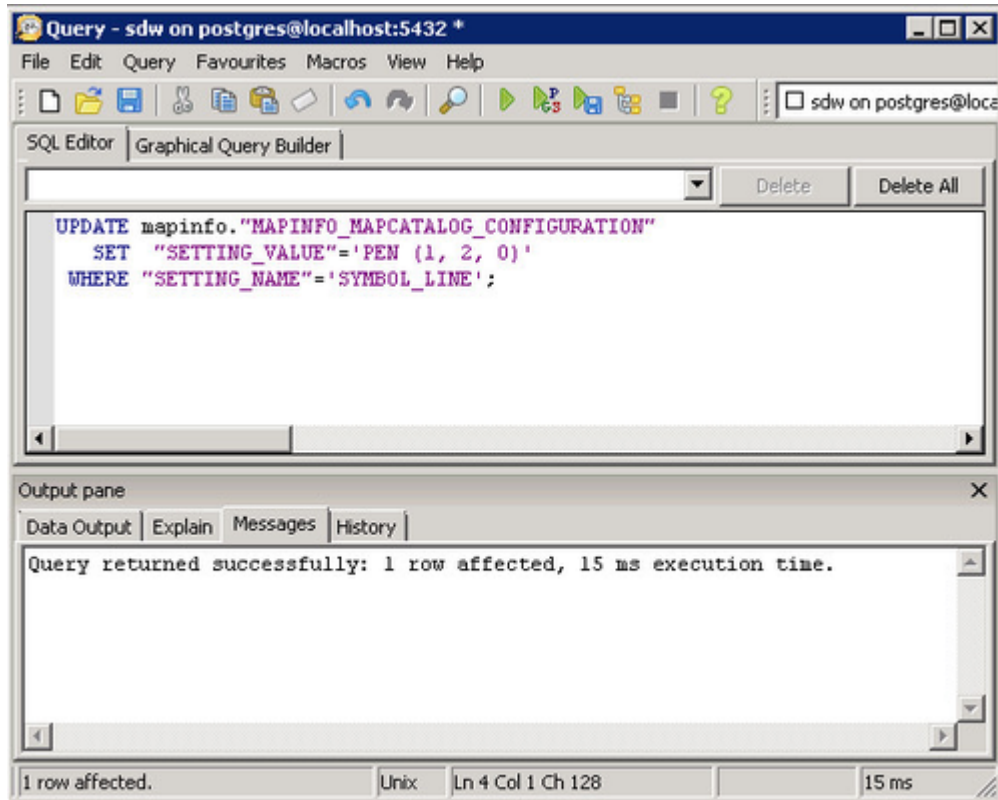 Query - sdw on postgres@localhost:5432 *
File Edit Query Favourites Macros View Help
sdw on postgres@loca
SQL Editor Graphical Query Builder
Delete Delete All
UPDATE mapinfo."MAPINFO_MAPCATALOG_CONFIGURATION"
SET "SETTING_VALUE"='PEN (1, 2, 0)'
WHERE "SETTING_NAME"='SYMBOL_LINE';
Output pane
Data Output Explain Messages History
Query returned successfully: 1 row affected, 15 ms execution time.
1 row affected. Unix Ln 4 Col 1 Ch 128 15 ms